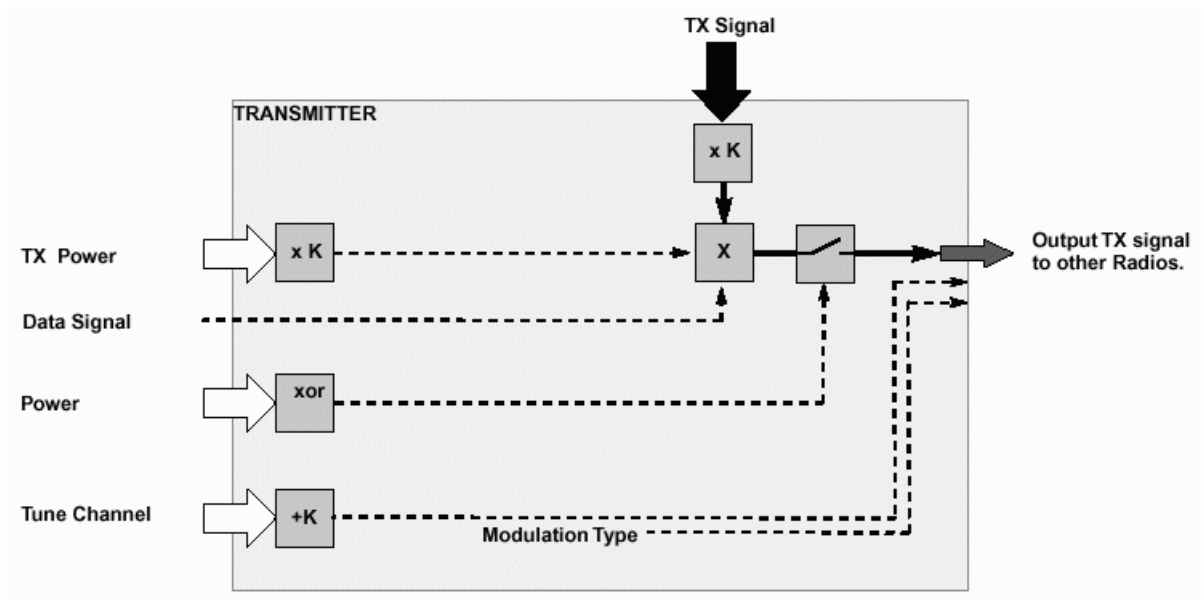 TX Signal
TRANSMITTER
x K
TX Power
x K
X
Output TX signal
to other Radios.
Data Signal
Power
xor
Tune Channel
+K
Modulation Type